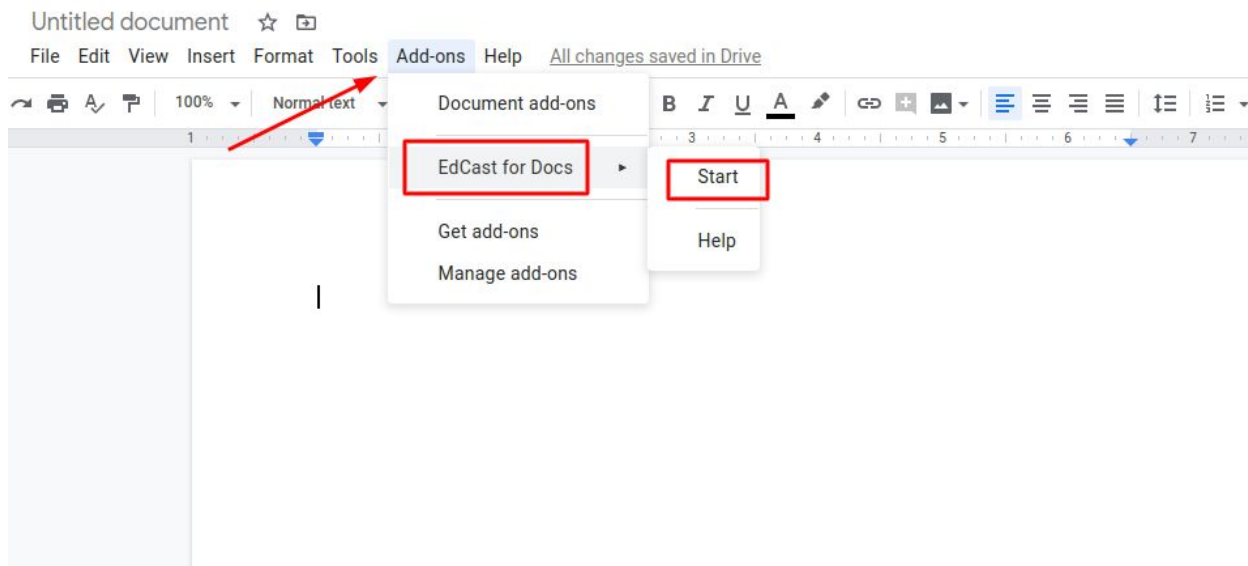 Untitled document
File Edit View Insert Format Tools Add-ons Help All changes saved in Drive
100% Normal text B I U A
1 3 4 5 6 7
Document add-ons
EdCast for Docs
Start
Get add-ons
Help
Manage add-ons